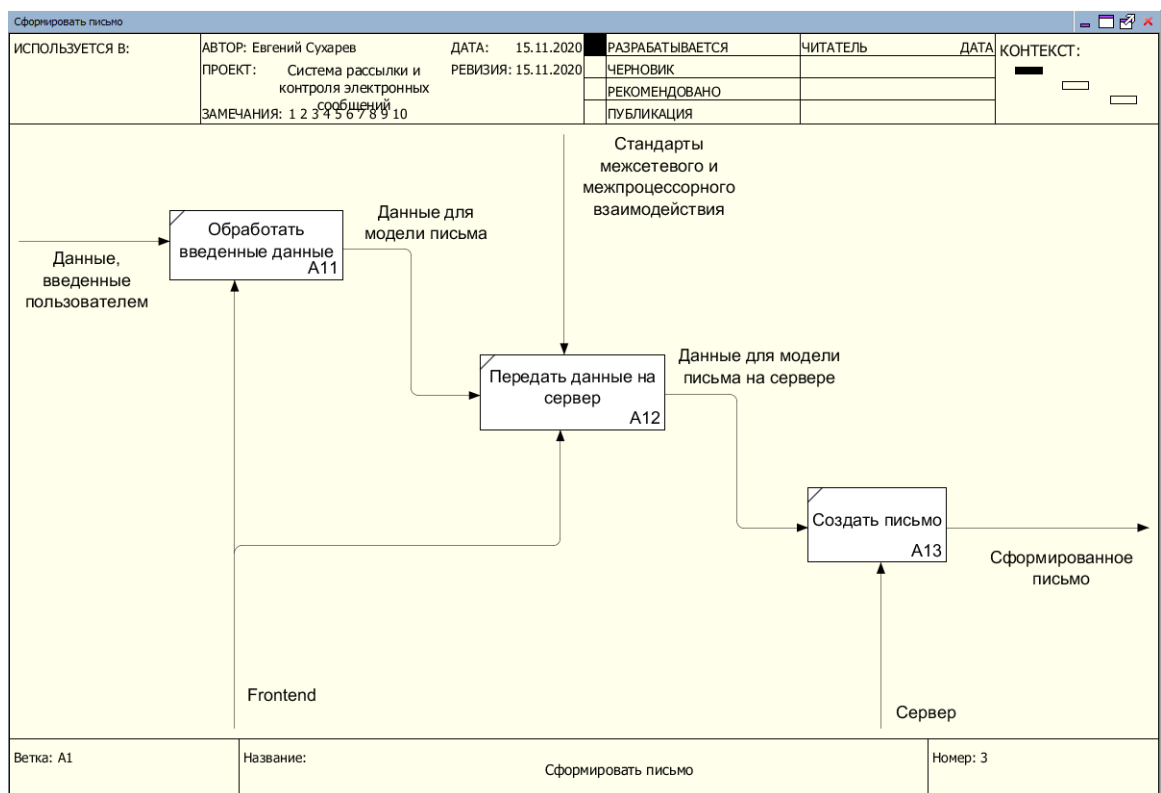 Сформировать письмо
ИСПОЛЬЗУЕТСЯ В:
АВТОР: Евгений Сухарев
ДАТА: 15.11.2020
ПРОЕКТ: Система рассылки и
контроля электронных
сообщений
РЕВИЗИЯ: 15.11.2020
ЗАМЕЧАНИЯ: 1 2 3 4 5 6 7 8 9 10
РАЗРАБАТЫВАЕТСЯ
ЧЕРНОВИК
РЕКОМЕНДОВАНО
ПУБЛИКАЦИЯ
ЧИТАТЕЛЬ
ДАТА
КОНТЕКСТ:
Стандарты
межсетевого и
межпроцессорного
взаимодействия
Данные для
модели письма
Обработать
введенные данные
A11
Данные,
введенные
пользователем
Данные для модели
письма на сервере
Передать данные на
сервер
A12
Создать письмо
A13
Сформированное
письмо
Frontend
Сервер
Ветка: A1
Название:
Сформировать письмо
Номер: 3